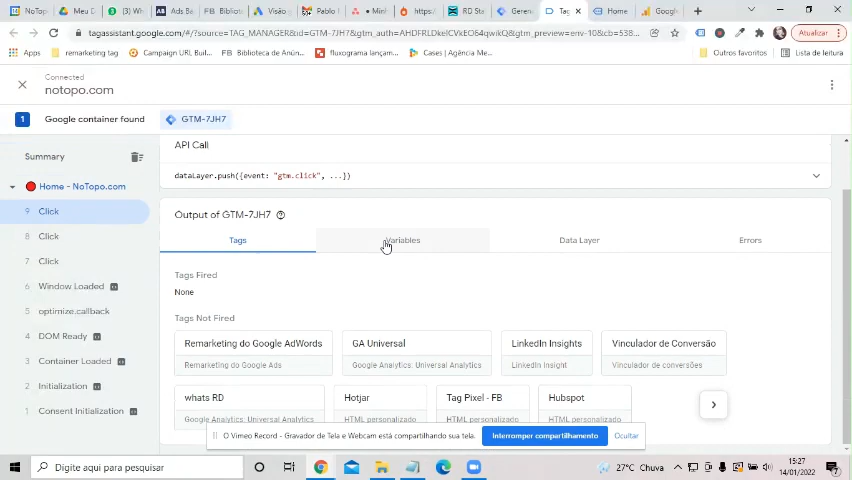 NoTopo
Meu D
(1) Wh
Ads Ba
Bibliot
Visão
Pablo
Minh
https:/
RD Sta
Geren
Tag
Home
Google
tagassistant.google.com/#/?source=TAG_MANAGER&id=GTM-7JH7&gtm_auth=AHDFRLDkelCVkEO64qwikQ&gtm_preview=env-10&cb=538...
Atualizar
Apps
remarketing tag
Campaign URL Buil...
Biblioteca de Anún...
fluxograma lançam...
Cases | Agência Me...
Outros favoritos
Lista de leitura
Connected
notopo.com
1 Google container found GTM-7JH7
API Call
Summary
dataLayer.push({event: "gtm.click", ...})
Home - NoTopo.com
9 Click
Output of GTM-7JH7
8 Click
Tags Variables Data Layer Errors
7 Click
Tags Fired
6 Window Loaded
None
5 optimize.callback
Tags Not Fired
4 DOM Ready
Remarketing do Google AdWords GA Universal LinkedIn Insights Vinculador de Conversão
3 Container Loaded
Remarketing do Google Ads Google Analytics: Universal Analytics LinkedIn Insight Vinculador de conversões
2 Initialization
whats RD Hotjar Tag Pixel - FB Hubspot
1 Consent Initialization
Google Analytics: Universal Analytics HTML personalizado HTML personalizado HTML personalizado
O Vimeo Record - Gravador de Tela e Webcam está compartilhando sua tela.
Interromper compartilhamento
Ocultar
Digite aqui para pesquisar
27°C Chuva
15:27
14/01/2022